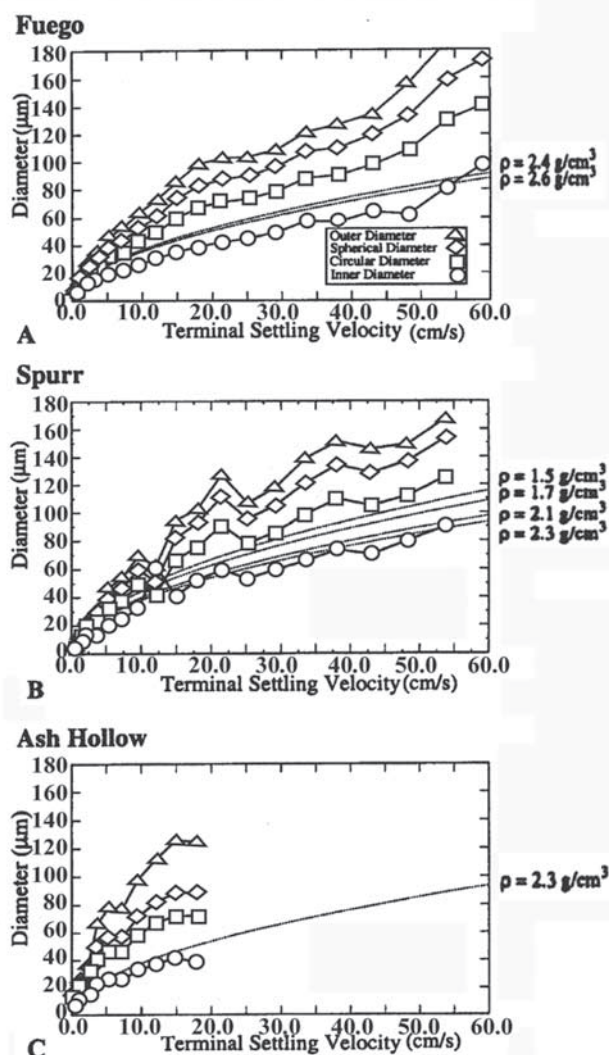 Fuego
180
160
140
120
100
80
60
40
20
0
Diameter (μm)
ρ = 2.4 g/cm³
ρ = 2.6 g/cm³
Outer Diameter
Spherical Diameter
Circular Diameter
Inner Diameter
0.0 10.0 20.0 30.0 40.0 50.0 60.0
A Terminal Settling Velocity (cm/s)
Spurr
180
160
140
120
100
80
60
40
20
0
Diameter (μm)
ρ = 1.5 g/cm³
ρ = 1.7 g/cm³
ρ = 2.1 g/cm³
ρ = 2.3 g/cm³
0.0 10.0 20.0 30.0 40.0 50.0 60.0
B Terminal Settling Velocity (cm/s)
Ash Hollow
180
160
140
120
100
80
60
40
20
0
Diameter (μm)
ρ = 2.3 g/cm³
0.0 10.0 20.0 30.0 40.0 50.0 60.0
C Terminal Settling Velocity (cm/s)